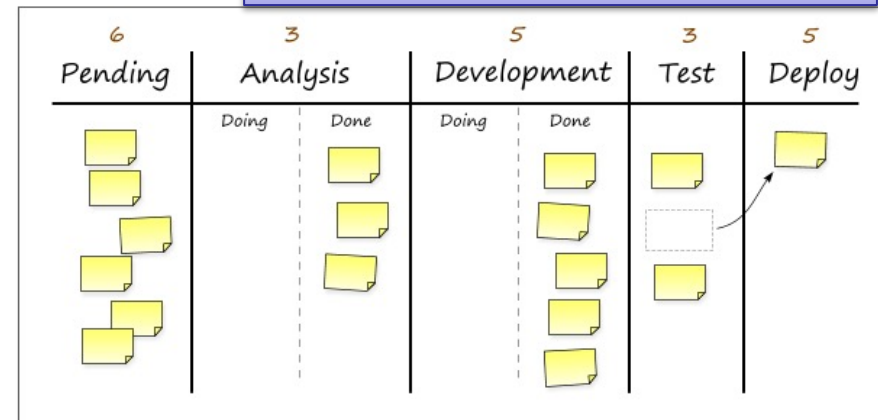 6 3 5 3 5
Pending Analysis Development Test Deploy
Doing Done Doing Done